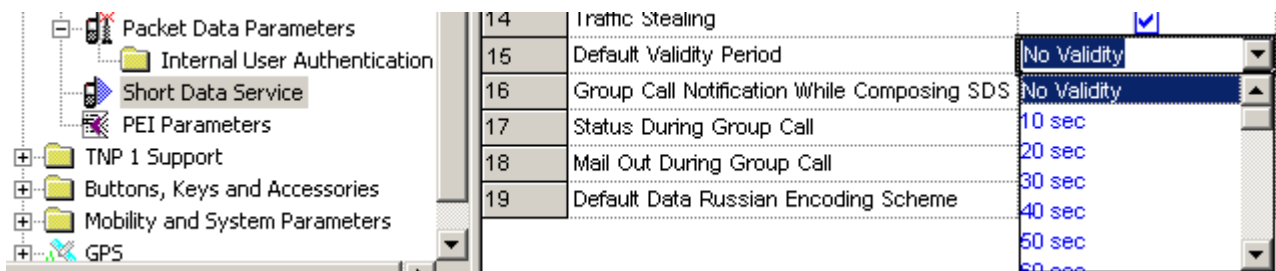 Packet Data Parameters
Internal User Authentication
Short Data Service
PEI Parameters
TNP 1 Support
Buttons, Keys and Accessories
Mobility and System Parameters
GPS
14 Traffic Stealing
15 Default Validity Period No Validity
16 Group Call Notification While Composing SDS No Validity
17 Status During Group Call 10 sec
18 Mail Out During Group Call 20 sec
19 Default Data Russian Encoding Scheme 30 sec
40 sec
50 sec
60 sec